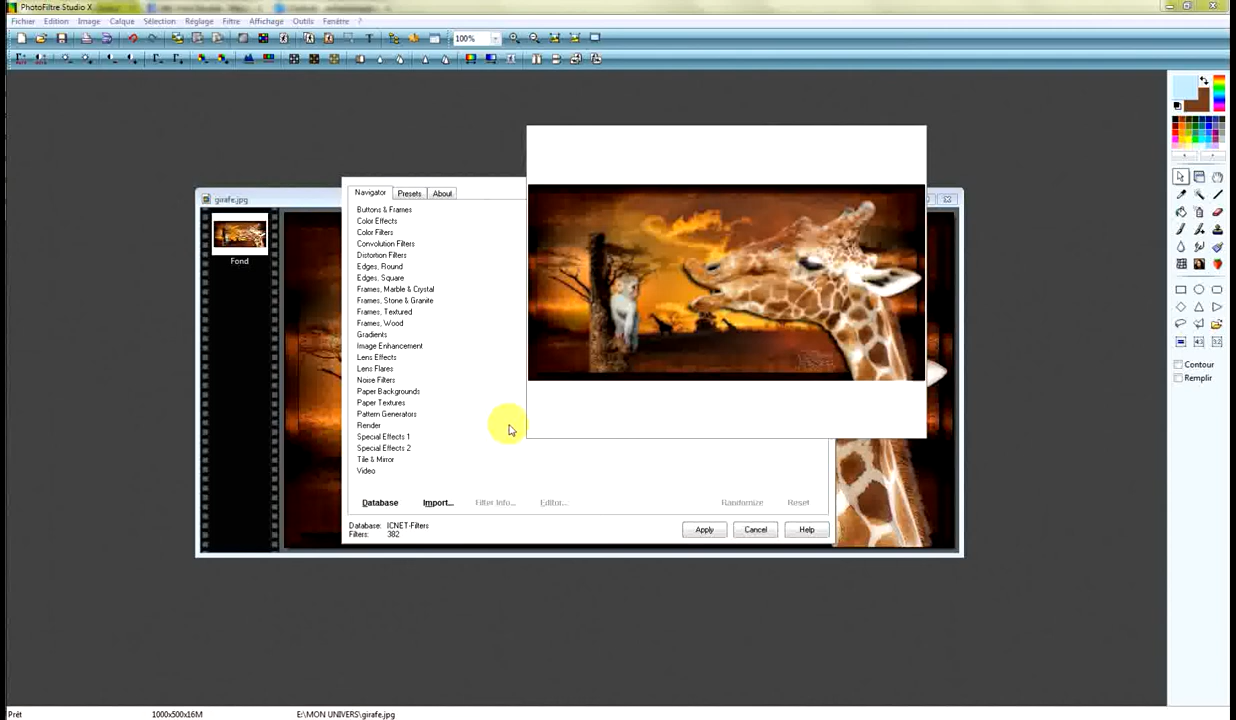 PhotoFiltre Studio X
Fichier Edition Image Calque Sélection Réglage Filtre Affichage Outils Fenêtre
100%
girafe.jpg
Fond
Navigator Presets About
Buttons & Frames
Color Effects
Color Filters
Convolution Filters
Distortion Filters
Edges, Round
Edges, Square
Frames, Marble & Crystal
Frames, Stone & Granite
Frames, Textured
Frames, Wood
Gradients
Image Enhancement
Lens Effects
Lens Flares
Noise Filters
Paper Backgrounds
Paper Textures
Pattern Generators
Render
Special Effects 1
Special Effects 2
Tile & Mirror
Video
Database Import... Filter Info... Editor... Randomize Reset
Database: ICNET-Filters
Filters: 382
Apply Cancel Help
Contour
Remplir
Prêt 1000x500x16M E:\MON UNIVERS\girafe.jpg